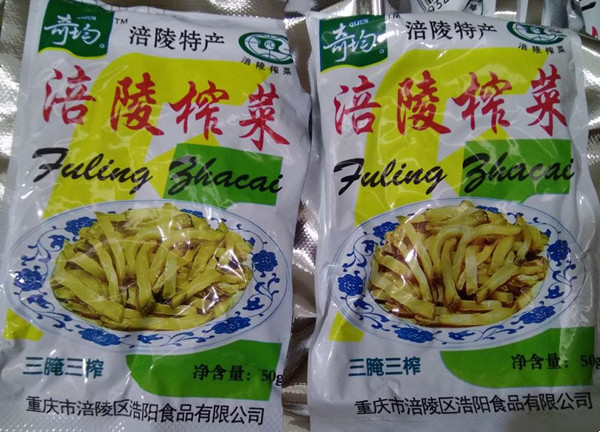 奇均
QIJUN
TM
涪陵特产
涪陵榨菜
涪陵榨菜
Fuling Zhacai
三腌三榨
净含量：50g
重庆市涪陵区浩阳食品有限公司
奇均
QIJUN
涪陵特产
涪陵榨菜
涪陵榨菜
Fuling Zhacai
三腌三榨
净含量：50g
重庆市涪陵区浩阳食品有限公司